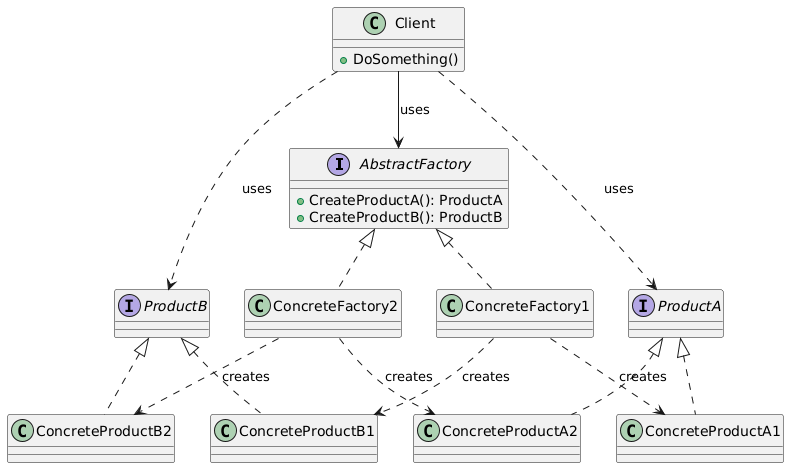 C Client
+ DoSomething()
uses
I AbstractFactory
CreateProductA(): ProductA
CreateProductB(): ProductB
uses
uses
I ProductB
C ConcreteFactory2
C ConcreteFactory1
I ProductA
creates
creates
creates
creates
C ConcreteProductB2
C ConcreteProductB1
C ConcreteProductA2
C ConcreteProductA1